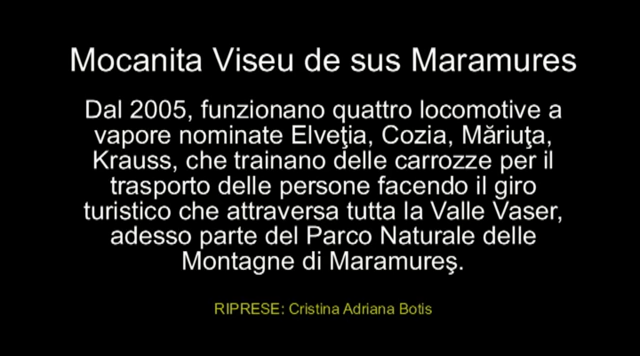 Mocanita Viseu de sus Maramures
Dal 2005, funzionano quattro locomotive a
vapore nominate Elveţia, Cozia, Măriuţa,
Krauss, che trainano delle carrozze per il
trasporto delle persone facendo il giro
turistico che attraversa tutta la Valle Vaser,
adesso parte del Parco Naturale delle
Montagne di Maramureş.
RIPRESE: Cristina Adriana Botis